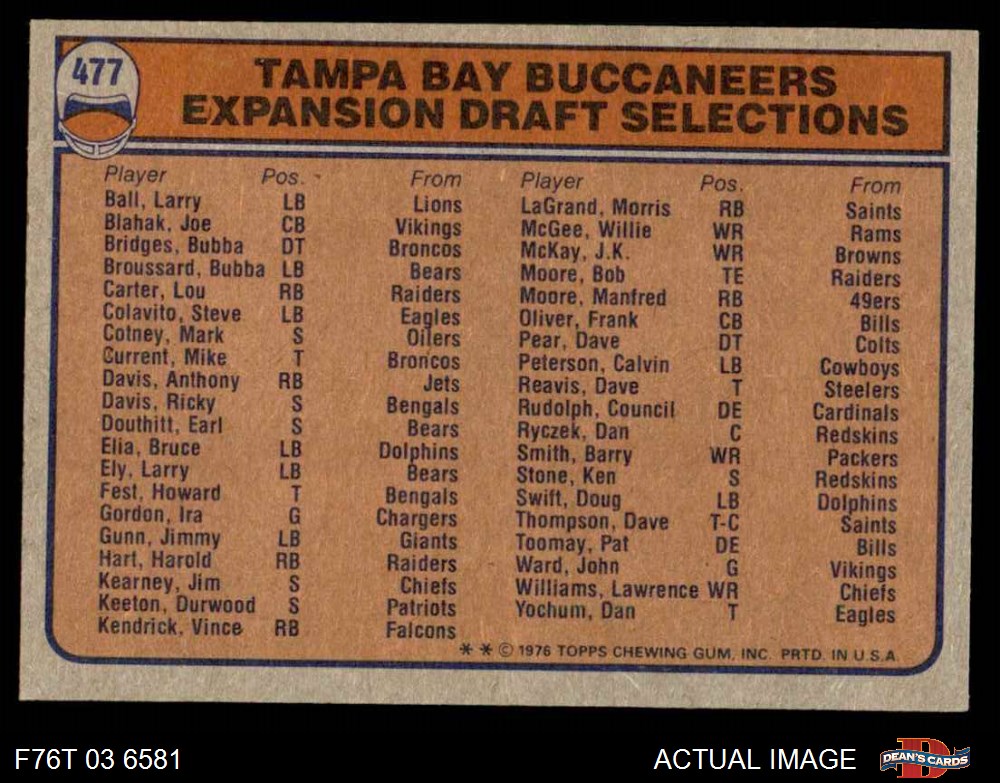 477
TAMPA BAY BUCCANEERS
EXPANSION DRAFT SELECTIONS
Player Pos. From
Ball, Larry LB Lions
Blahak, Joe CB Vikings
Bridges, Bubba DT Broncos
Broussard, Bubba LB Bears
Carter, Lou RB Raiders
Colavito, Steve LB Eagles
Cotney, Mark S Oilers
Current, Mike T Broncos
Davis, Anthony RB Jets
Davis, Ricky S Bengals
Douthitt, Earl S Bears
Elia, Bruce LB Dolphins
Ely, Larry LB Bears
Fest, Howard T Bengals
Gordon, Ira G Chargers
Gunn, Jimmy LB Giants
Hart, Harold RB Raiders
Kearney, Jim S Chiefs
Keeton, Durwood S Patriots
Kendrick, Vince RB Falcons
Player Pos. From
LaGrand, Morris RB Saints
McGee, Willie WR Rams
McKay, J.K. WR Browns
Moore, Bob TE Raiders
Moore, Manfred RB 49ers
Oliver, Frank CB Bills
Pear, Dave DT Colts
Peterson, Calvin LB Cowboys
Reavis, Dave T Steelers
Rudolph, Council DE Cardinals
Ryczek, Dan C Redskins
Smith, Barry WR Packers
Stone, Ken S Redskins
Swift, Doug LB Dolphins
Thompson, Dave T-C Saints
Toomay, Pat DE Bills
Ward, John G Vikings
Williams, Lawrence WR Chiefs
Yochum, Dan T Eagles
* * © 1976 TOPPS CHEWING GUM, INC. PRTD. IN U.S.A.
F76T 03 6581
ACTUAL IMAGE
D
DEAN'S CARDS